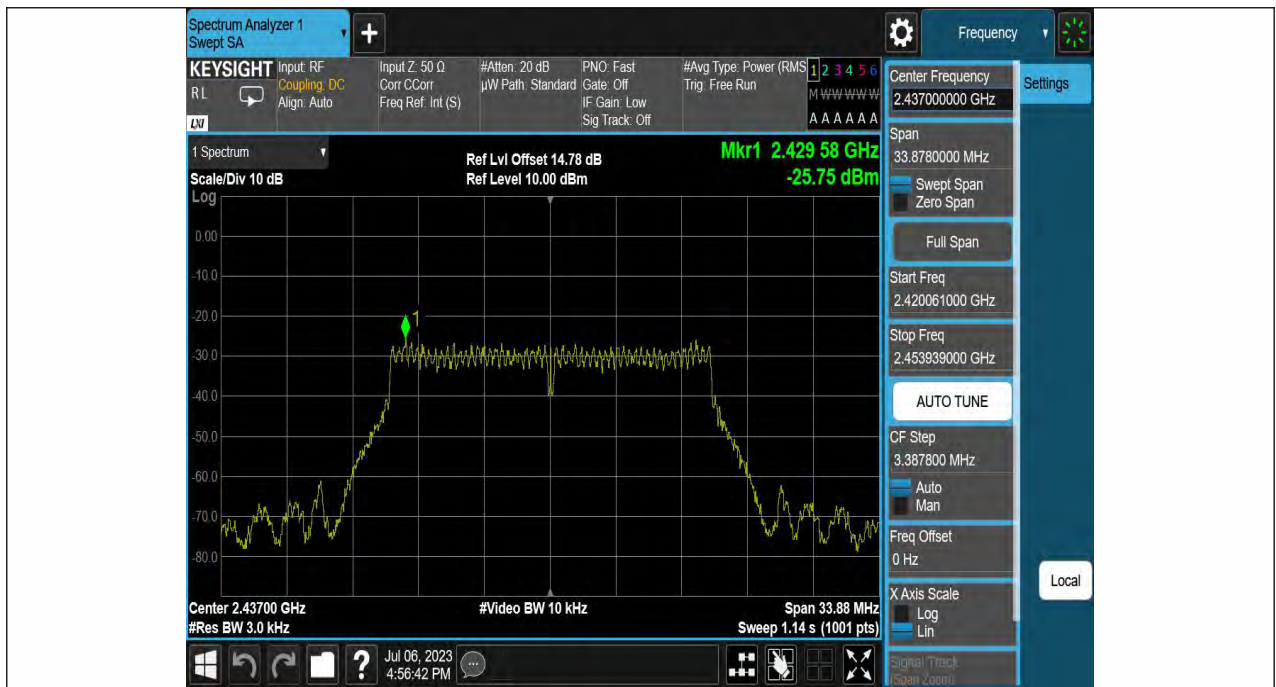 Spectrum Analyzer 1
Swept SA
+
Frequency
KEYSIGHT
RL
LXI
Input: RF
Coupling: DC
Align: Auto
Input Z: 50 Ω
Corr CCorr
Freq Ref: Int (S)
#Atten: 20 dB
µW Path: Standard
PNO: Fast
Gate: Off
IF Gain: Low
Sig Track: Off
#Avg Type: Power (RMS
Trig: Free Run
1 2 3 4 5 6
M W W W W W
A A A A A A
1 Spectrum
Scale/Div 10 dB
Log
Ref Lvl Offset 14.78 dB
Ref Level 10.00 dBm
Mkr1 2.429 58 GHz
-25.75 dBm
0.00
-10.0
-20.0
-30.0
-40.0
-50.0
-60.0
-70.0
-80.0
1
Center 2.43700 GHz
#Res BW 3.0 kHz
#Video BW 10 kHz
Span 33.88 MHz
Sweep 1.14 s (1001 pts)
Center Frequency
2.437000000 GHz
Settings
Span
33.8780000 MHz
Swept Span
Zero Span
Full Span
Start Freq
2.420061000 GHz
Stop Freq
2.453939000 GHz
AUTO TUNE
CF Step
3.387800 MHz
Auto
Man
Freq Offset
0 Hz
X Axis Scale
Log
Lin
Signal Track
(Span Zoom)
Local
?
Jul 06, 2023
4:56:42 PM